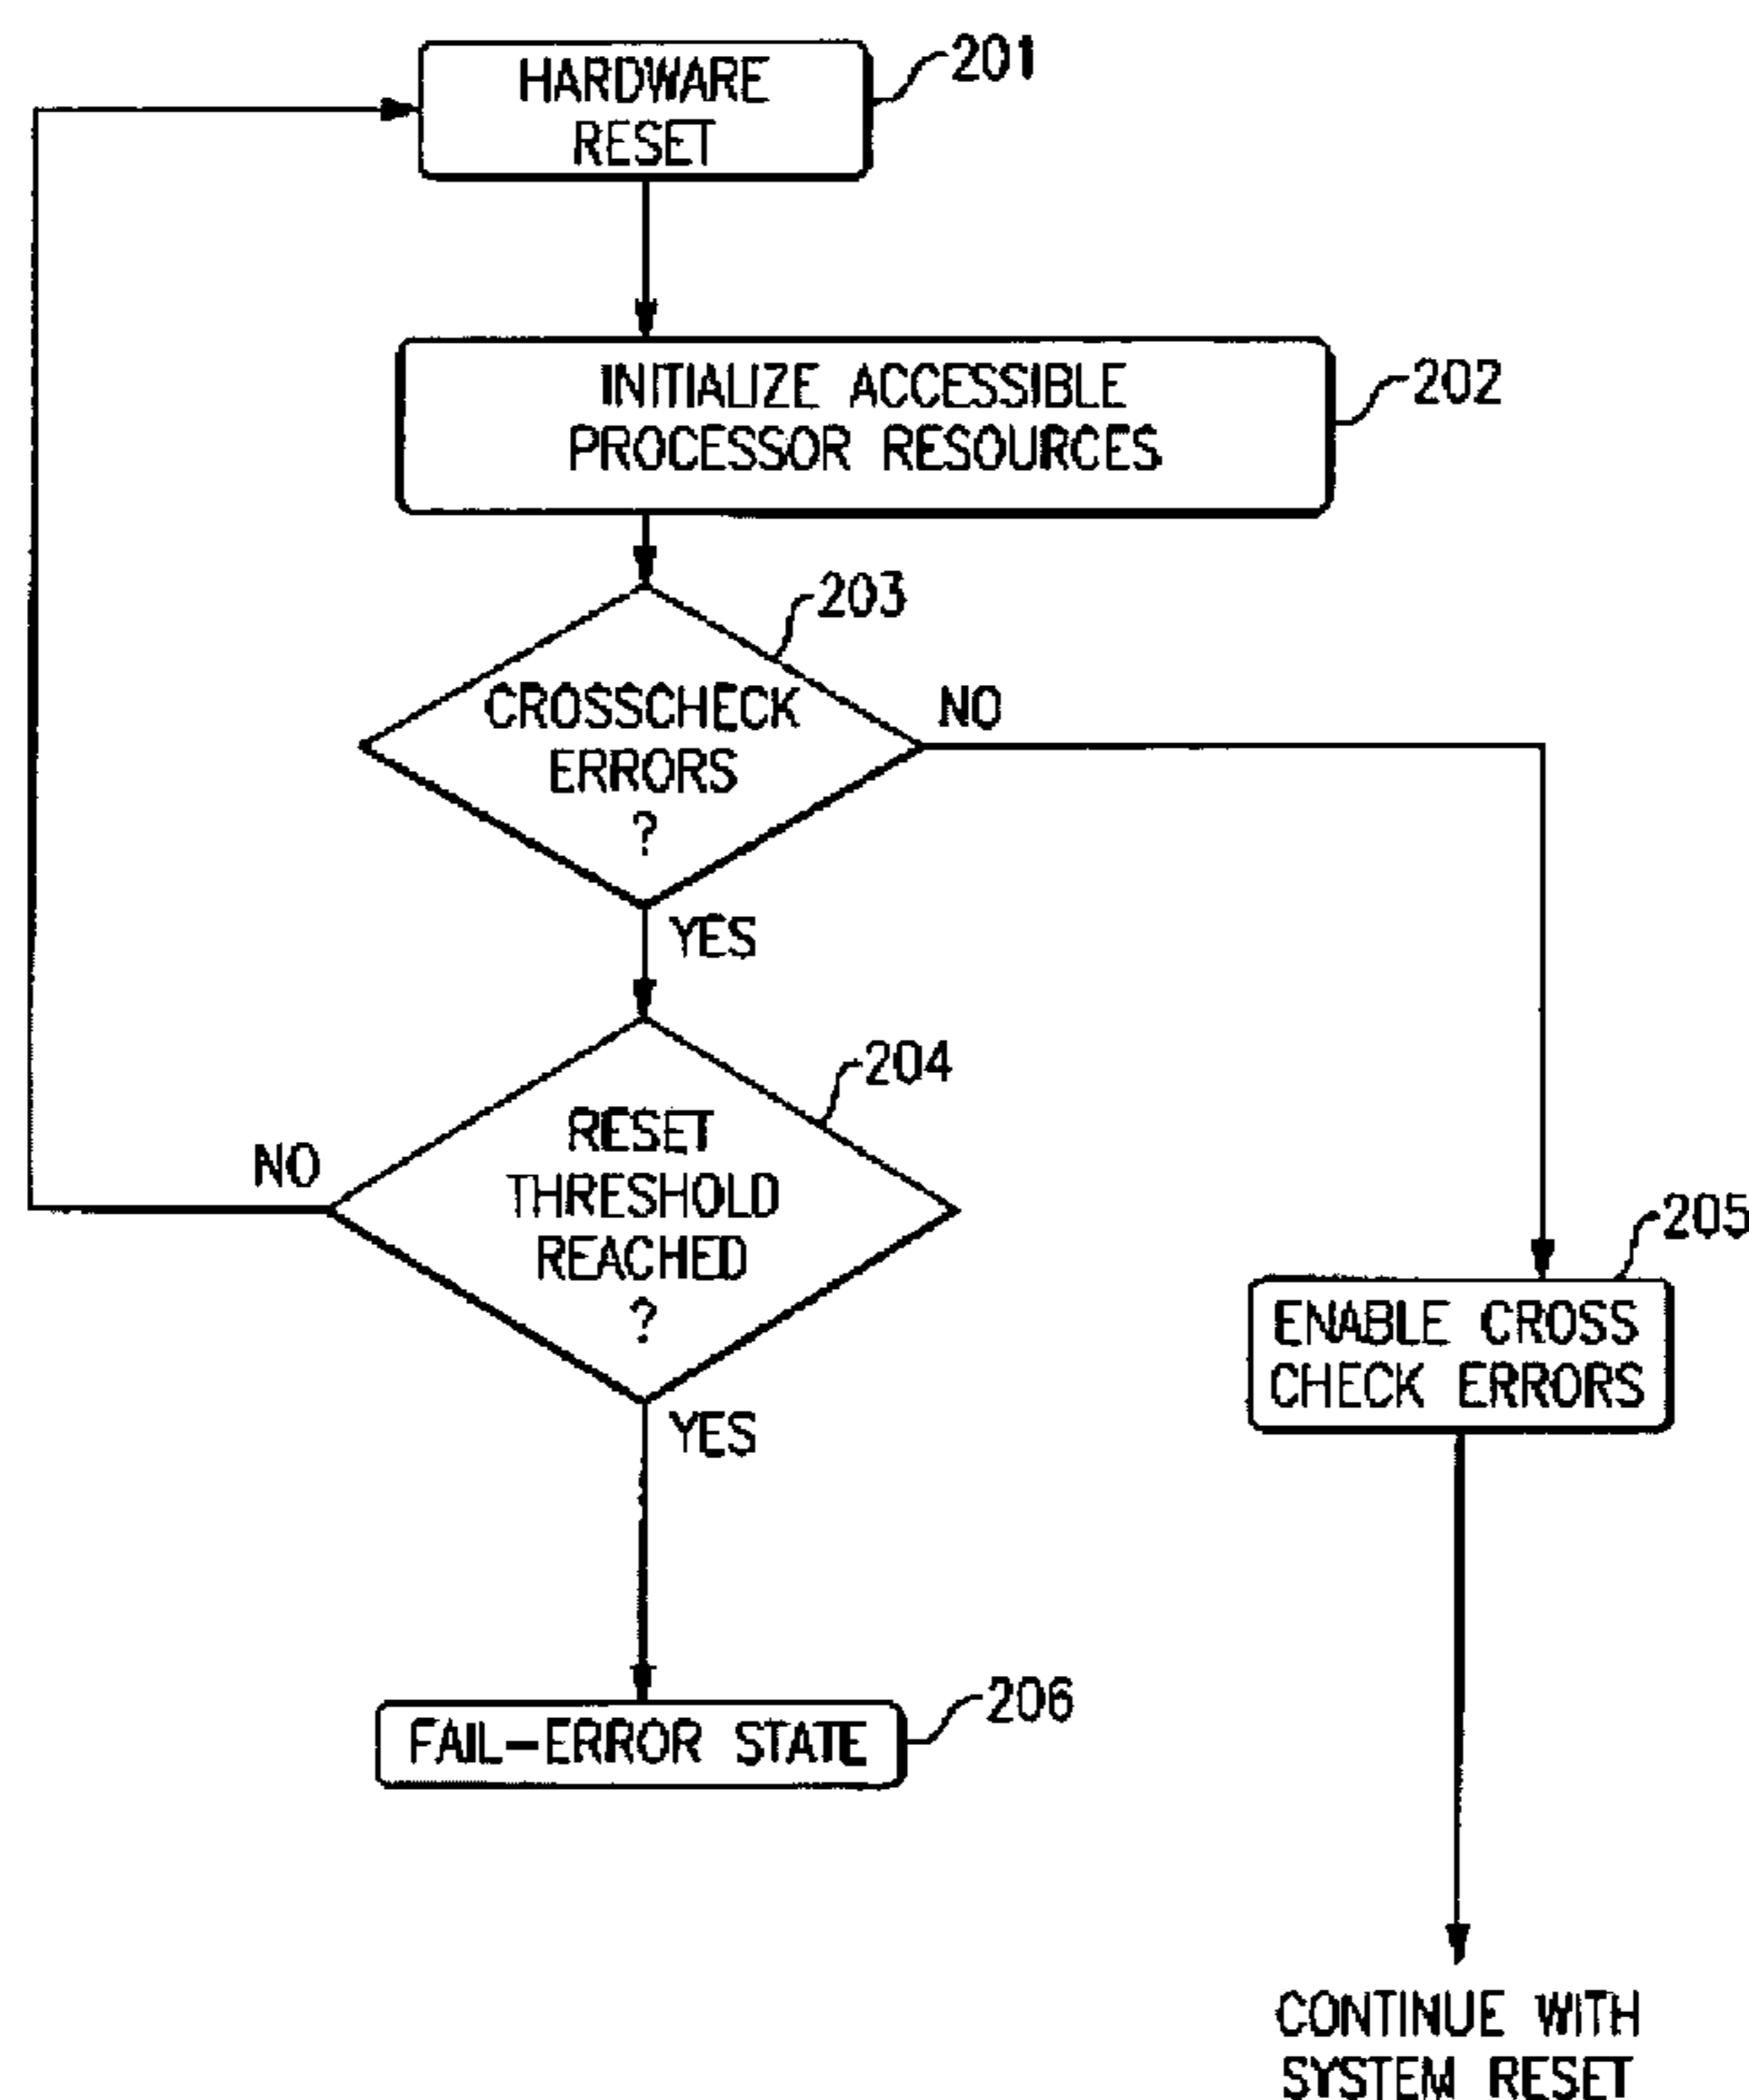 HARDWARE
RESET
201
INITIALIZE ACCESSIBLE
PROCESSOR RESOURCES
202
203
CROSSCHECK
ERRORS
?
NO
YES
204
RESET
THRESHOLD
REACHED
?
NO
YES
205
ENABLE CROSS
CHECK ERRORS
FAIL-ERROR STATE
206
CONTINUE WITH
SYSTEM RESET